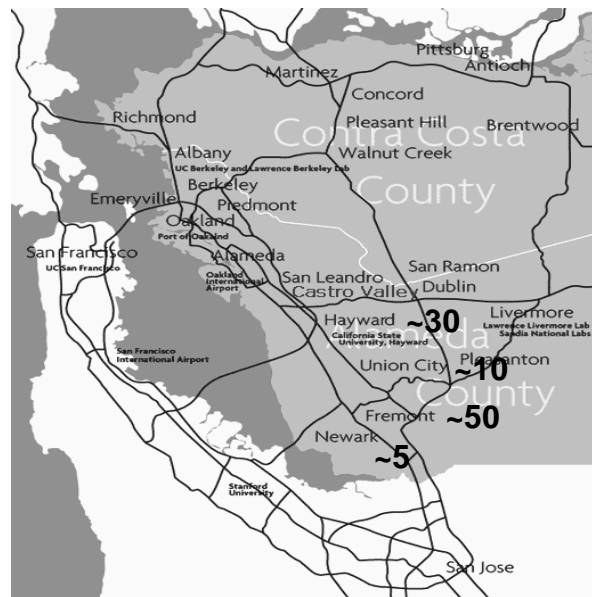 Pittsburg
Antioch
Martinez
Concord
Richmond
Pleasant Hill
Brentwood
Contra Costa
County
Albany
Walnut Creek
UC Berkeley and Lawrence Berkeley Lab
Berkeley
Emeryville
Piedmont
Oakland
Port of Oakland
San Francisco
UC San Francisco
Alameda
Oakland
International
Airport
San Leandro
San Ramon
Castro Valley
Dublin
Hayward
~30
Livermore
California State
University, Hayward
Lawrence Livermore Lab
Sandia National Labs
Alameda
County
San Francisco
International Airport
Union City
Pleasanton
~10
Fremont
~50
Newark
~5
Stanford
University
San Jose